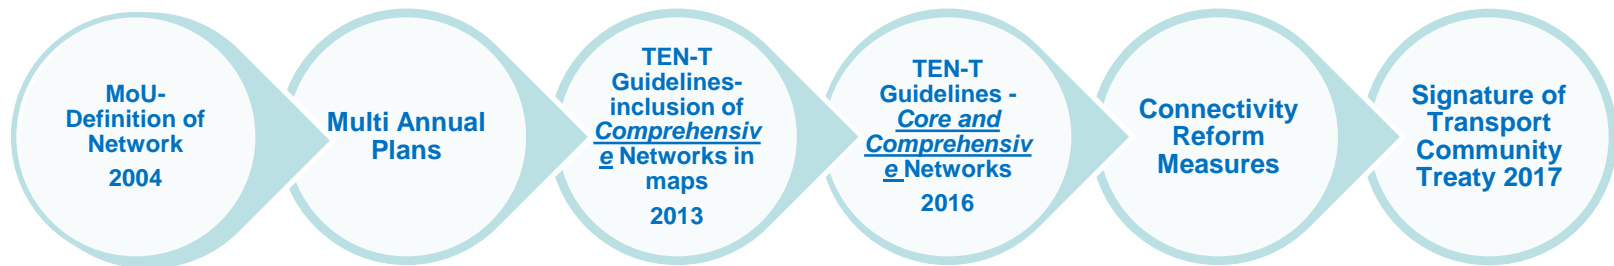 MoU-
Definition of
Network
2004
Multi Annual
Plans
TEN-T
Guidelines-
inclusion of
Comprehensiv
e Networks in
maps
2013
TEN-T
Guidelines -
Core and
Comprehensiv
e Networks
2016
Connectivity
Reform
Measures
Signature of
Transport
Community
Treaty 2017